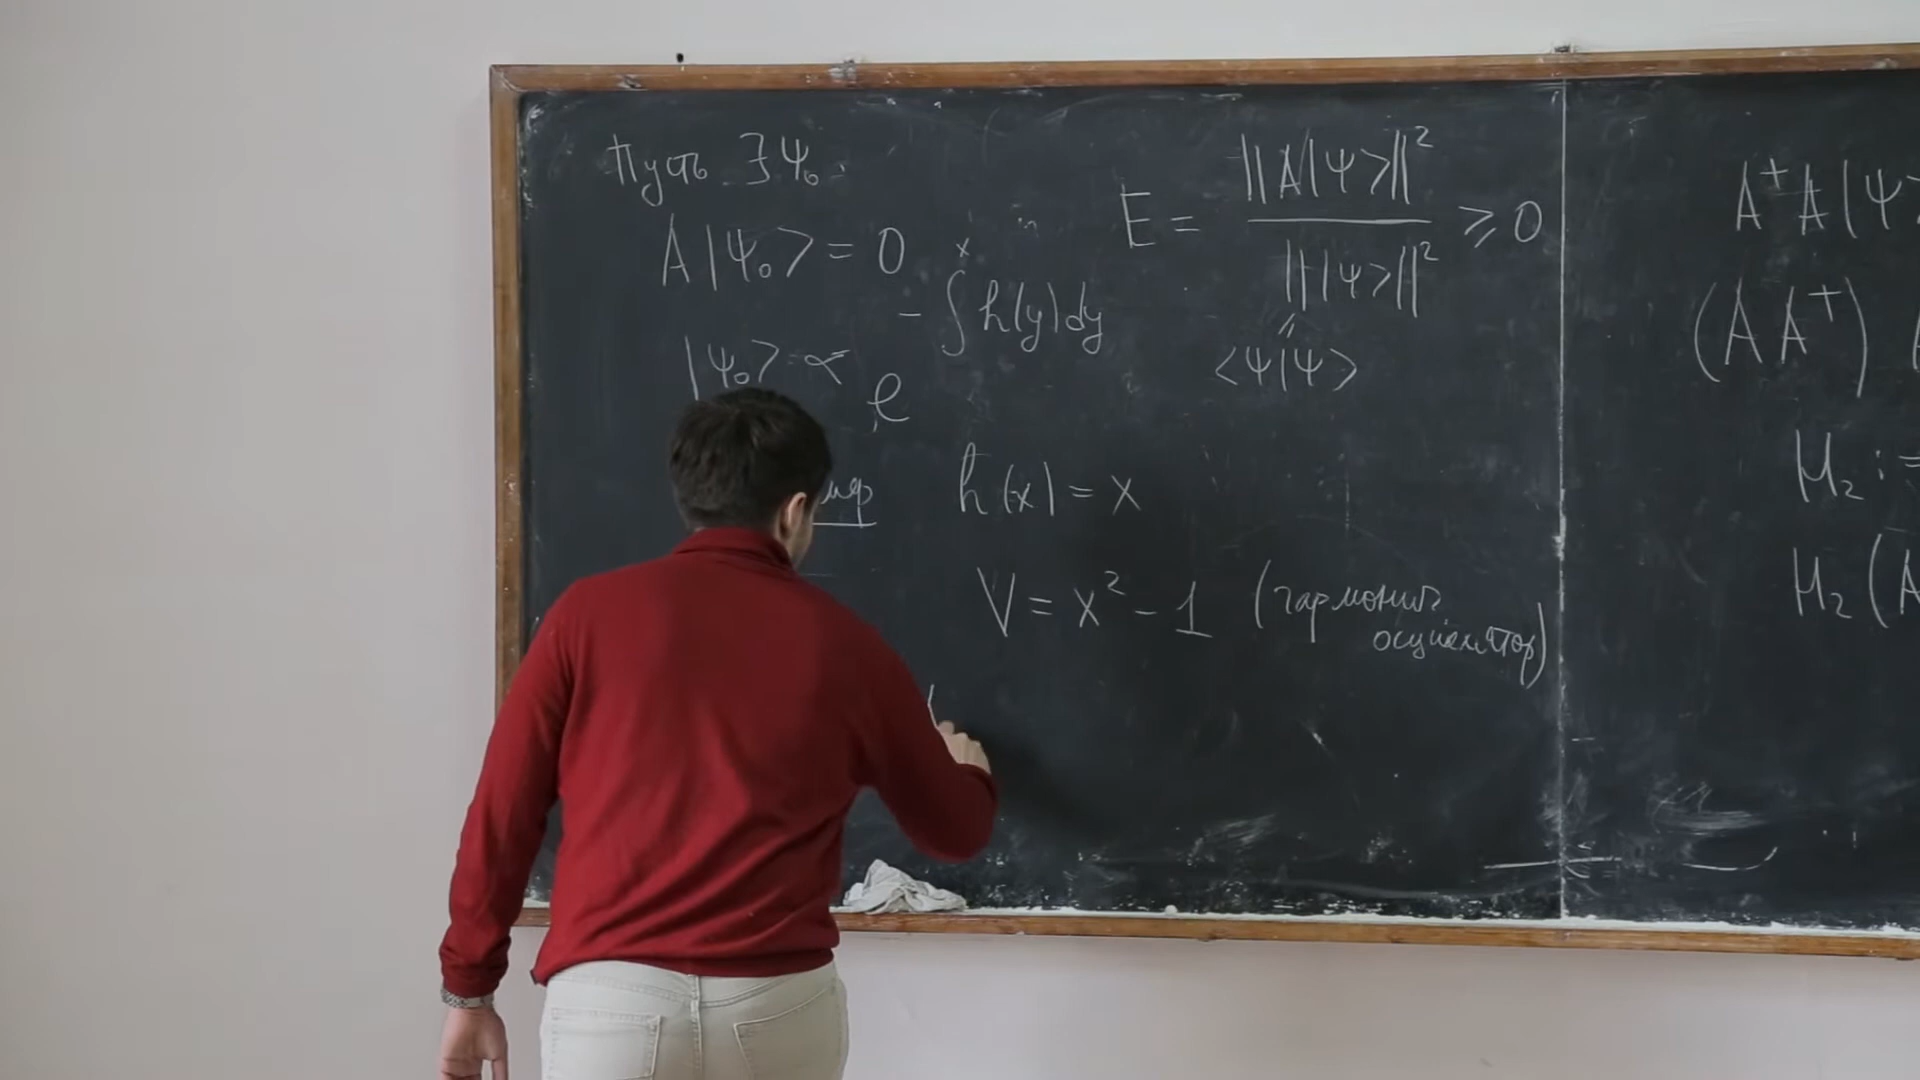 Пусть ∃ Ψ₀:
A|Ψ₀> = 0
|Ψ₀> ∝ e
- ∫ˣ h(y)dy
E = ||A|Ψ>||² / |||Ψ>||² ⩾ 0
<Ψ|Ψ>
h(x) = x
V = x² - 1 (гармонич
осциллятор)
A⁺A|Ψ>
(AA⁺) A
H₂ :=
H₂(A